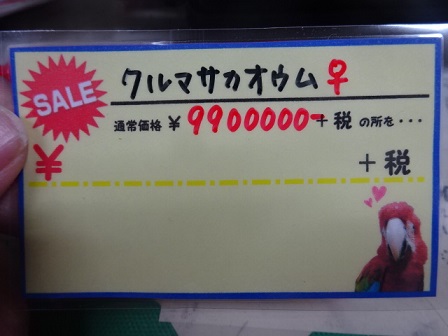 SALE
クルマサカオウム♀
通常価格 ¥ 9900000-+税 の所を・・・
¥ +税